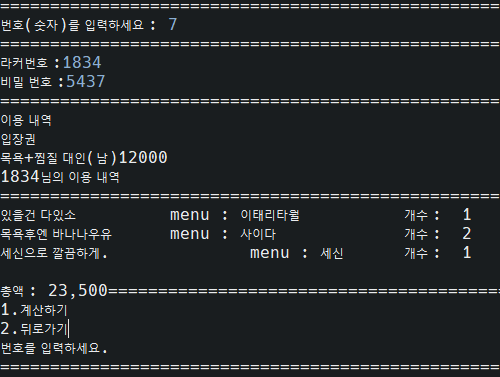 ==================================================
번호(숫자)를 입력하세요 : 7
==================================================
라커번호 :1834
비밀 번호 :5437
==================================================
이용 내역
입장권
목욕+찜질 대인(남)12000
1834님의 이용 내역
==================================================
있을건 다있소 menu : 이태리타월 개수 : 1
목욕후엔 바나나우유 menu : 사이다 개수 : 2
세신으로 깔끔하게. menu : 세신 개수 : 1
총액 : 23,500=======================================
1.계산하기
2.뒤로가기
번호를 입력하세요.
==================================================